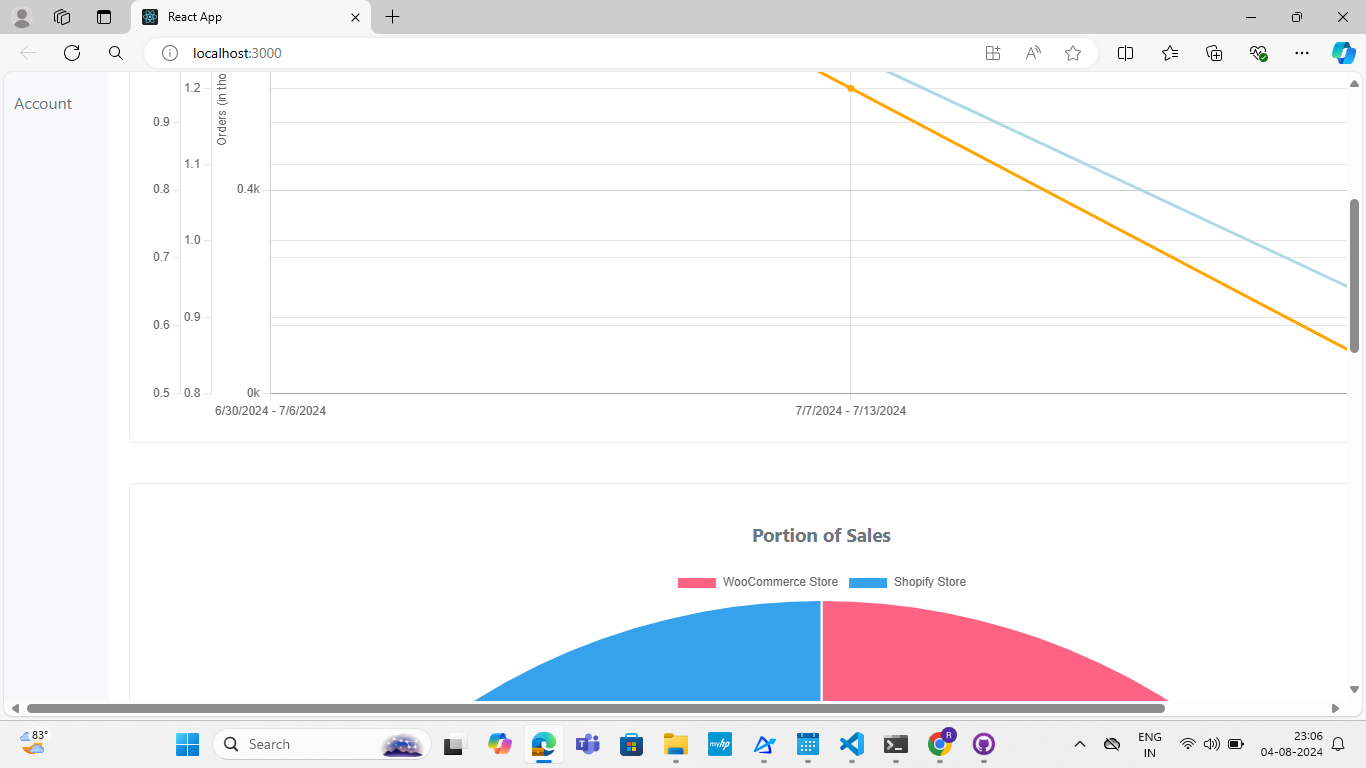 React App
localhost:3000
Account
Orders (in tho
1.2
0.9
1.1
0.8
0.4k
1.0
0.7
0.9
0.6
0.5
0.8
0k
6/30/2024 - 7/6/2024
7/7/2024 - 7/13/2024
Portion of Sales
WooCommerce Store
Shopify Store
83°
Search
myhp
R
ENG
IN
23:06
04-08-2024